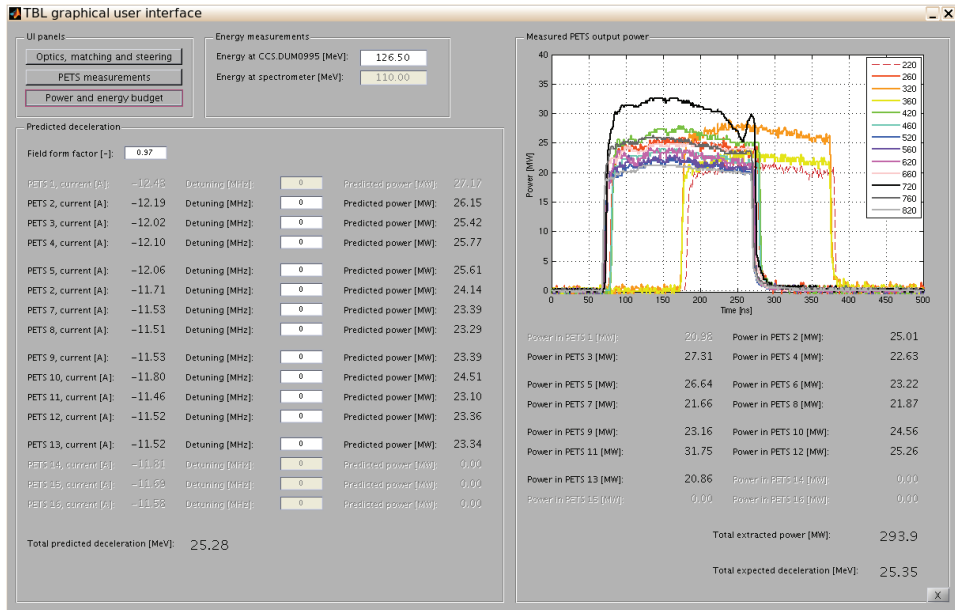 TBL graphical user interface
UI panels
Optics, matching and steering
PETS measurements
Power and energy budget
Energy measurements
Energy at CCS.DUM0995 [MeV]: 126.50
Energy at spectrometer [MeV]: 110.00
Predicted deceleration
Field form factor [-]: 0.97
PETS 1, current [A]: -12.43 Detuning [MHz]: 0 Predicted power [MW]: 27.17
PETS 2, current [A]: -12.19 Detuning [MHz]: 0 Predicted power [MW]: 26.15
PETS 3, current [A]: -12.02 Detuning [MHz]: 0 Predicted power [MW]: 25.42
PETS 4, current [A]: -12.10 Detuning [MHz]: 0 Predicted power [MW]: 25.77
PETS 5, current [A]: -12.06 Detuning [MHz]: 0 Predicted power [MW]: 25.61
PETS 2, current [A]: -11.71 Detuning [MHz]: 0 Predicted power [MW]: 24.14
PETS 7, current [A]: -11.53 Detuning [MHz]: 0 Predicted power [MW]: 23.39
PETS 8, current [A]: -11.51 Detuning [MHz]: 0 Predicted power [MW]: 23.29
PETS 9, current [A]: -11.53 Detuning [MHz]: 0 Predicted power [MW]: 23.39
PETS 10, current [A]: -11.80 Detuning [MHz]: 0 Predicted power [MW]: 24.51
PETS 11, current [A]: -11.46 Detuning [MHz]: 0 Predicted power [MW]: 23.10
PETS 12, current [A]: -11.52 Detuning [MHz]: 0 Predicted power [MW]: 23.36
PETS 13, current [A]: -11.52 Detuning [MHz]: 0 Predicted power [MW]: 23.34
PETS 14, current [A]: -11.81 Detuning [MHz]: 0 Predicted power [MW]: 0.00
PETS 15, current [A]: -11.69 Detuning [MHz]: 0 Predicted power [MW]: 0.00
PETS 16, current [A]: -11.58 Detuning [MHz]: 0 Predicted power [MW]: 0.00
Total predicted deceleration [MeV]: 25.28
Measured PETS output power
40
35
30
25
20
15
10
5
0
Power [MW]
0 50 100 150 200 250 300 350 400 450 500
Time [ns]
220
260
320
360
420
460
520
560
620
660
720
760
820
Power in PETS 1 [MW]: 20.98 Power in PETS 2 [MW]: 25.01
Power in PETS 3 [MW]: 27.31 Power in PETS 4 [MW]: 22.63
Power in PETS 5 [MW]: 26.64 Power in PETS 6 [MW]: 23.22
Power in PETS 7 [MW]: 21.66 Power in PETS 8 [MW]: 21.87
Power in PETS 9 [MW]: 23.16 Power in PETS 10 [MW]: 24.56
Power in PETS 11 [MW]: 31.75 Power in PETS 12 [MW]: 25.26
Power in PETS 13 [MW]: 20.86 Power in PETS 14 [MW]: 0.00
Power in PETS 15 [MW]: 0.00 Power in PETS 16 [MW]: 0.00
Total extracted power [MW]: 293.9
Total expected deceleration [MeV]: 25.35
X